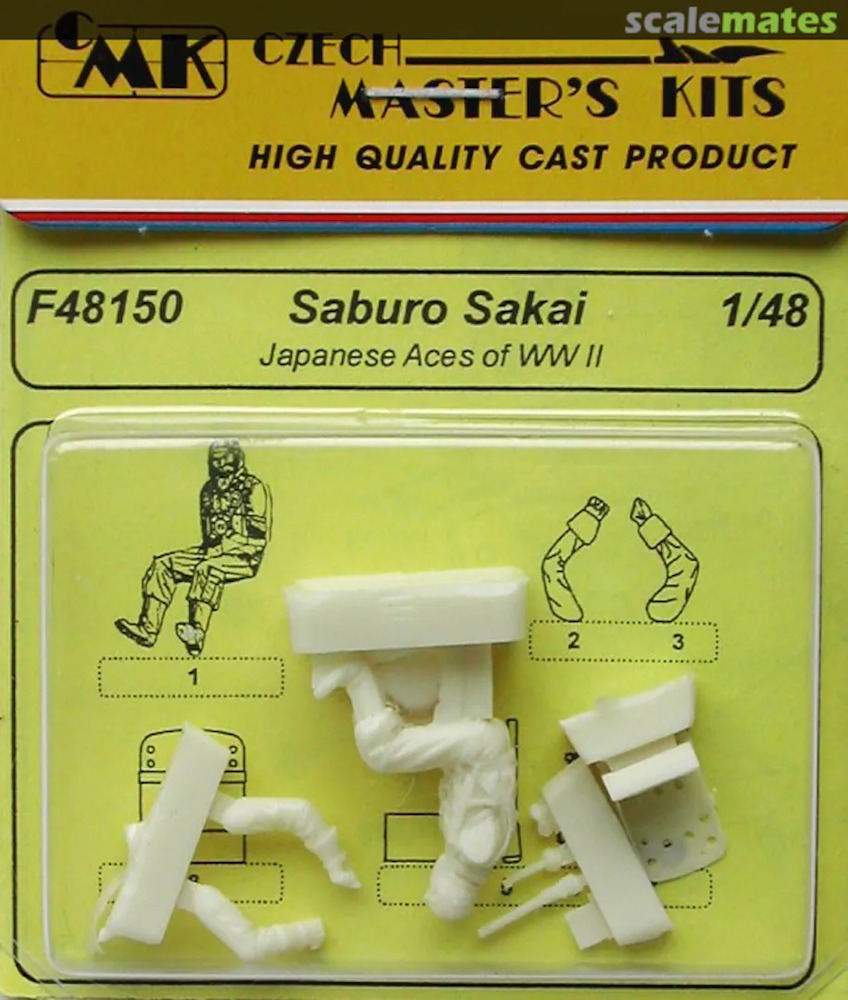 scalemates
CMK CZECH
MASTER'S KITS
HIGH QUALITY CAST PRODUCT
F48150 Saburo Sakai 1/48
Japanese Aces of WW II
2 3
1